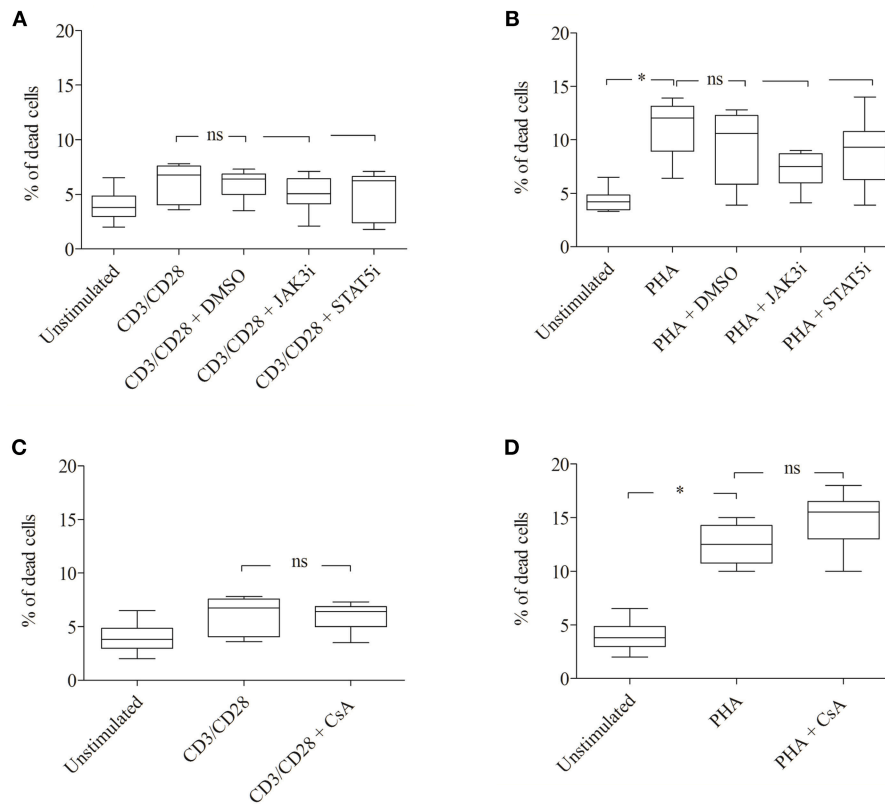 A
% of dead cells
20
15
10
5
0
ns
Unstimulated
CD3/CD28
CD3/CD28 + DMSO
CD3/CD28 + JAK3i
CD3/CD28 + STAT5i
B
% of dead cells
20
15
10
5
0
*
ns
Unstimulated
PHA
PHA + DMSO
PHA + JAK3i
PHA + STAT5i
C
% of dead cells
20
15
10
5
0
ns
Unstimulated
CD3/CD28
CD3/CD28 + CsA
D
% of dead cells
20
15
10
5
0
*
ns
Unstimulated
PHA
PHA + CsA